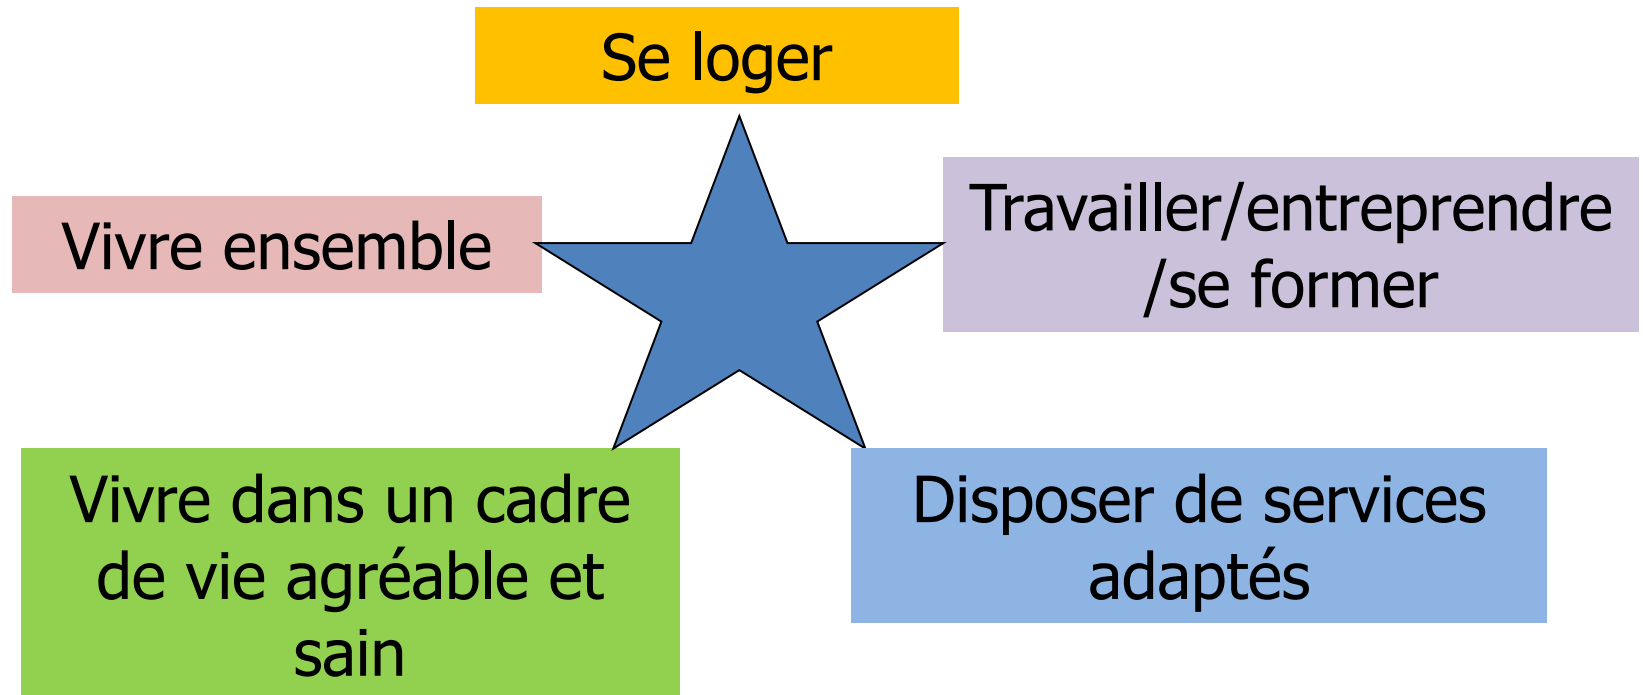 Se loger
Vivre ensemble
Travailler/entreprendre
/se former
Vivre dans un cadre
de vie agréable et
sain
Disposer de services
adaptés